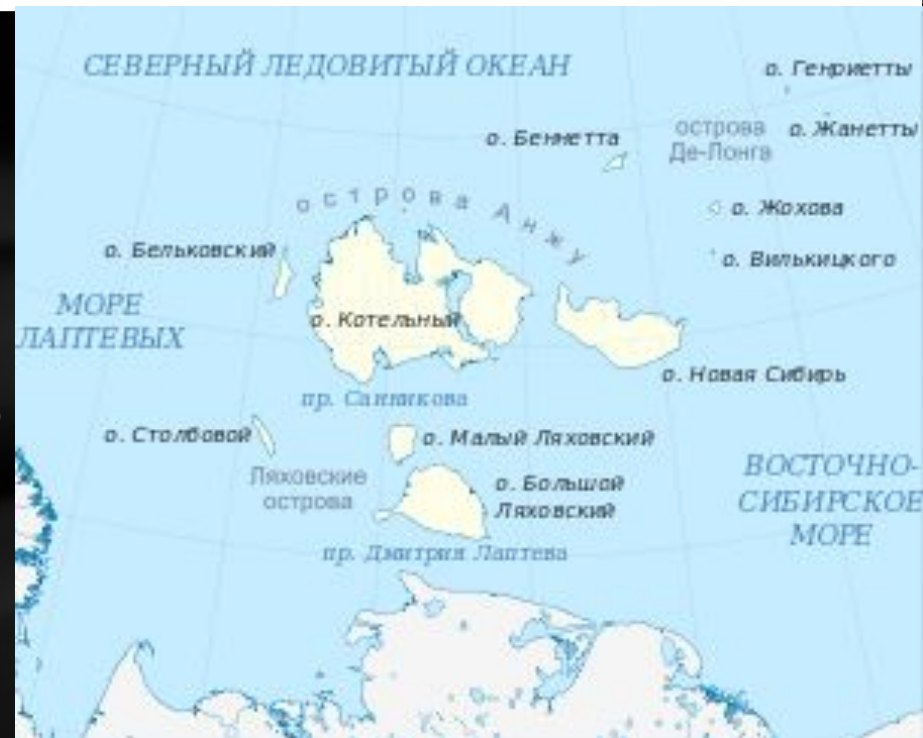 СЕВЕРНЫЙ ЛЕДОВИТЫЙ ОКЕАН
о. Генриетты
о. Жанетты
острова
Де-Лонга
о. Беннетта
острова Анжу
о. Жохова
о. Вилькицкого
о. Бельковский
МОРЕ
ЛАПТЕВЫХ
о. Котельный
о. Новая Сибирь
пр. Санникова
о. Столбовой
о. Малый Ляховский
Ляховские
острова
о. Большой
Ляховский
ВОСТОЧНО-
СИБИРСКОЕ
МОРЕ
пр. Дмитрия Лаптева